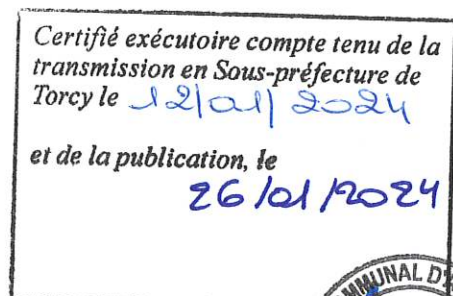 Certifié exécutoire compte tenu de la
transmission en Sous-préfecture de
Torcy le 12/01/2024
et de la publication, le
26/01/2024
MMUNAL D'